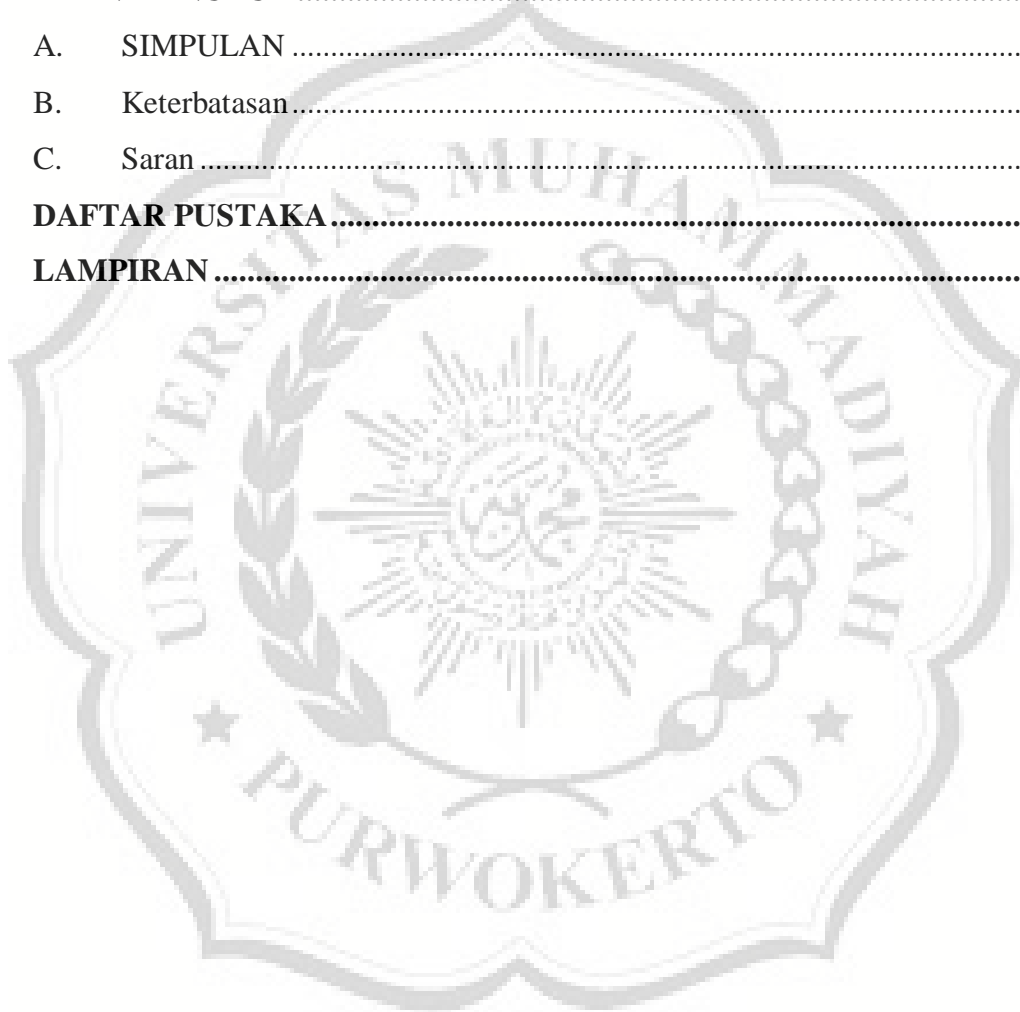 A. SIMPULAN ........................................................................................
B. Keterbatasan ........................................................................................
C. Saran ........................................................................................
DAFTAR PUSTAKA ........................................................................................
LAMPIRAN ........................................................................................
UNIVERSITAS MUHAMMADIYAH
PURWOKERTO